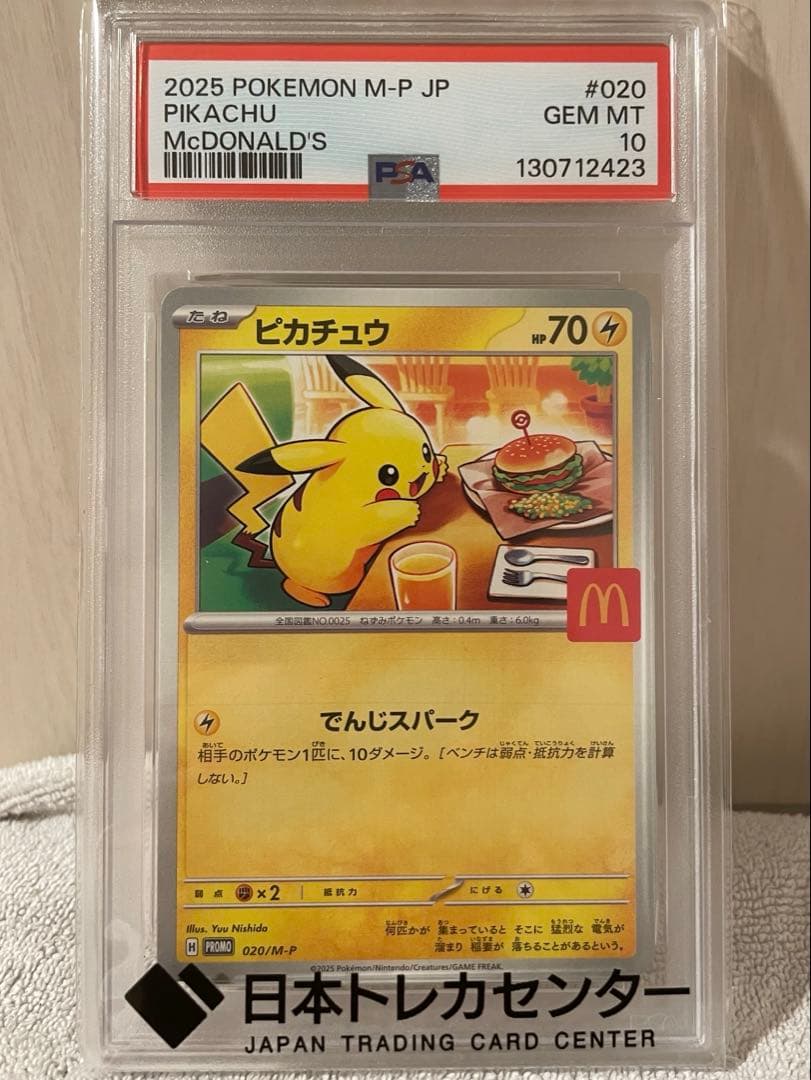 2025 POKEMON M-P JP #020
PIKACHU GEM MT
McDONALD'S 10
PSA 130712423
たね ピカチュウ HP70
全国図鑑NO.0025 ねずみポケモン 高さ:0.4m 重さ:6.0kg
でんじスパーク
相手のポケモン1匹に、10ダメージ。[ベンチは弱点・抵抗力を計算
しない。]
弱点 ×2 抵抗力 にげる
Illus. Yuu Nishida
何匹かが 集まっていると そこに 猛烈な 電気が
溜まり 稲妻が 落ちることがあるという。
H PROMO 020/M-P
©2025 Pokémon/Nintendo/Creatures/GAME FREAK.
日本トレカセンター
JAPAN TRADING CARD CENTER